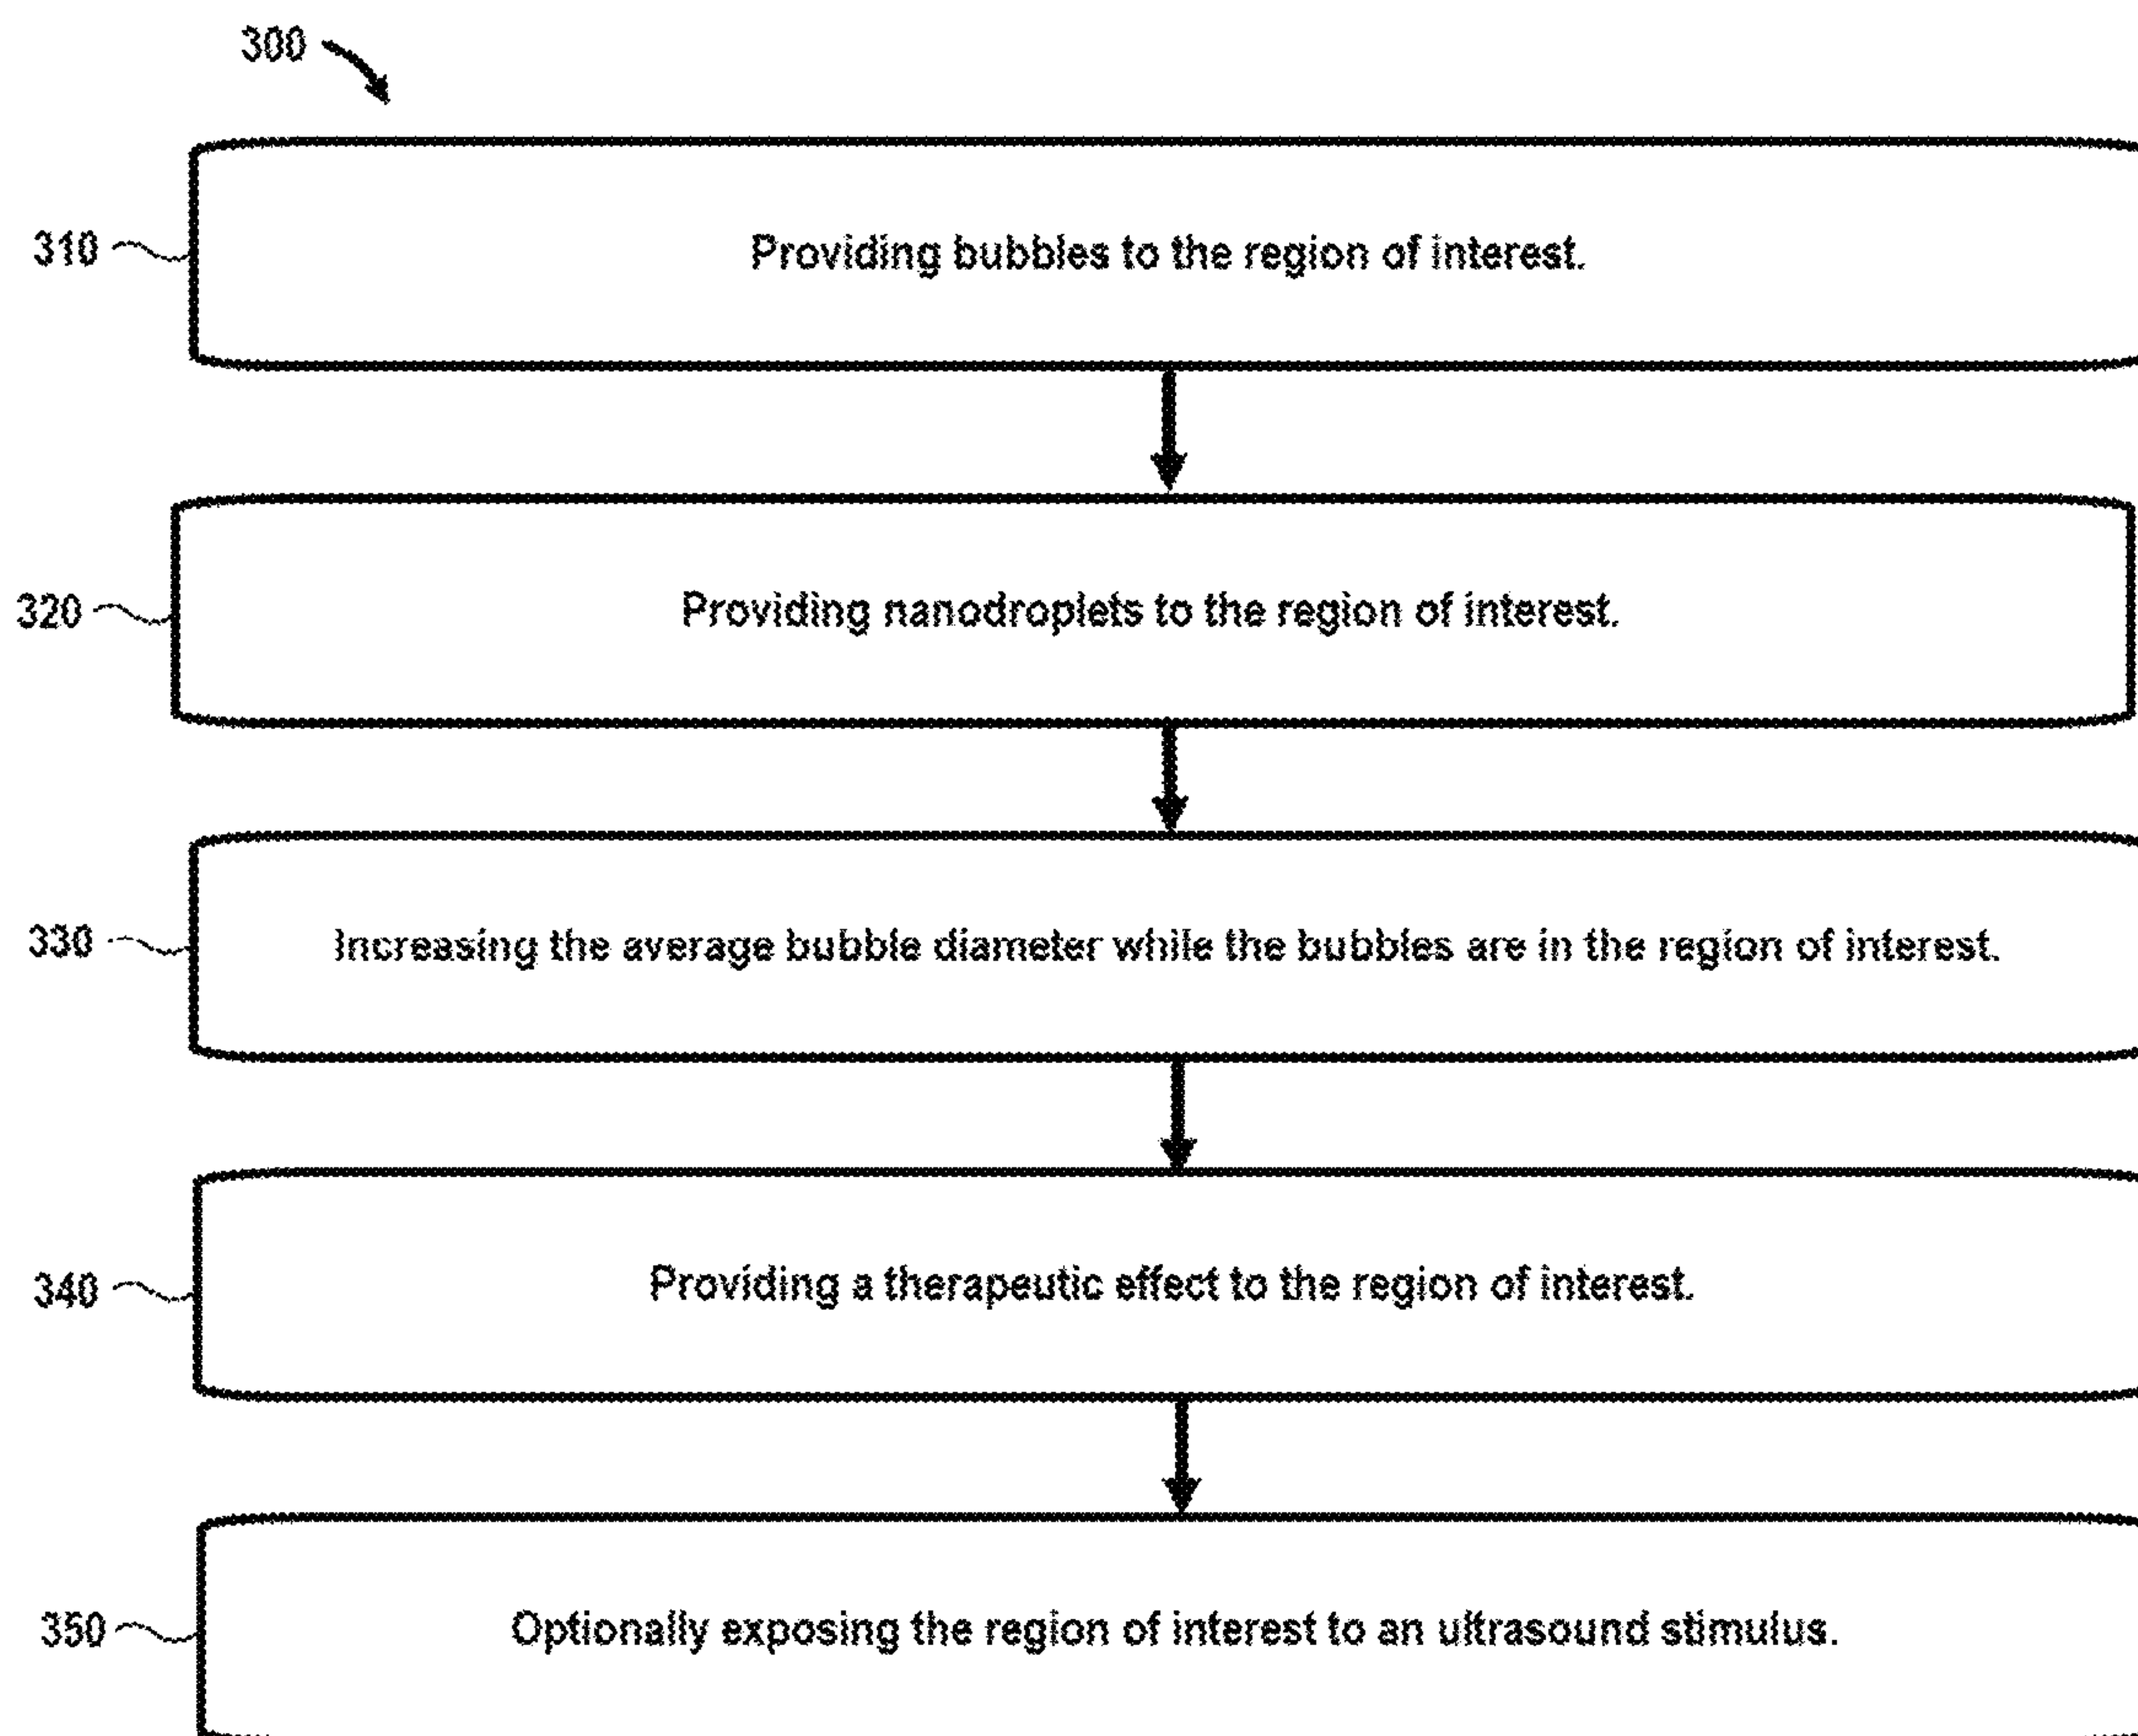 300
310
Providing bubbles to the region of interest.
320
Providing nanodroplets to the region of interest.
330
Increasing the average bubble diameter while the bubbles are in the region of interest.
340
Providing a therapeutic effect to the region of interest.
350
Optionally exposing the region of interest to an ultrasound stimulus.